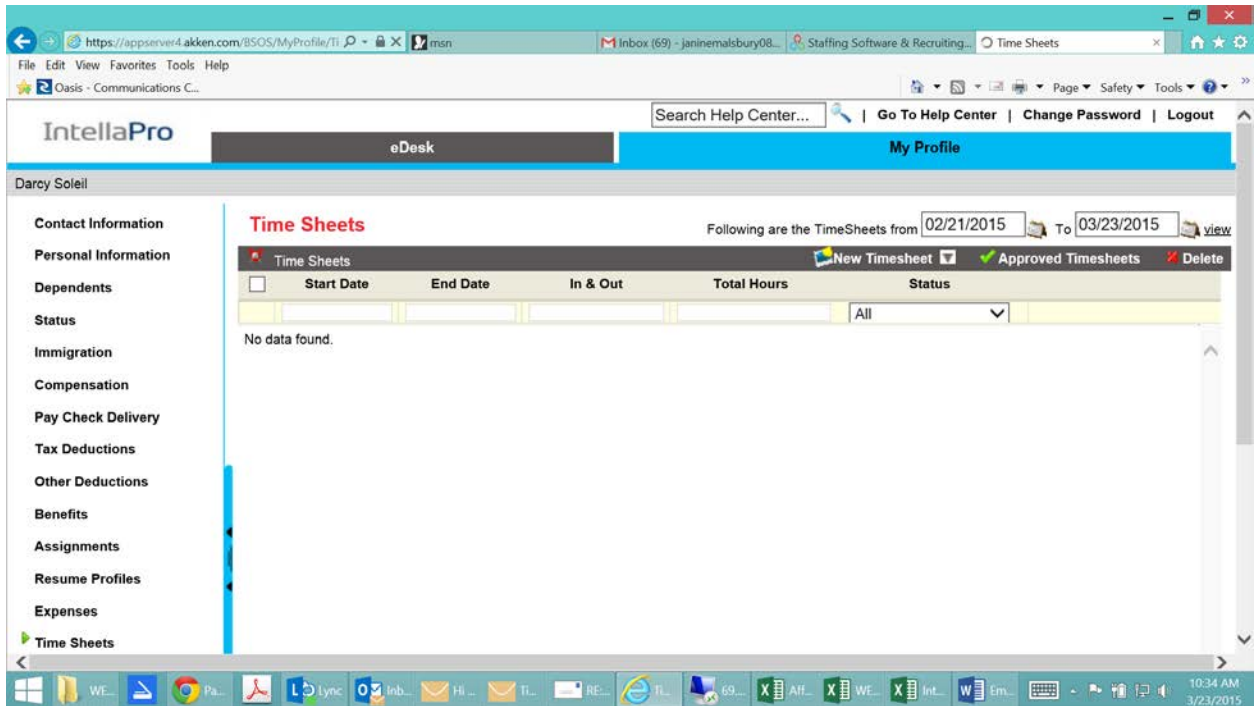 https://appserver4.akken.com/BSOS/MyProfile/Ti
msn
Inbox (69) - janinemalsbury08...
Staffing Software & Recruiting...
Time Sheets
File Edit View Favorites Tools Help
Oasis - Communications C...
Page Safety Tools
Search Help Center... | Go To Help Center | Change Password | Logout
IntellaPro
eDesk My Profile
Darcy Soleil
Contact Information
Personal Information
Dependents
Status
Immigration
Compensation
Pay Check Delivery
Tax Deductions
Other Deductions
Benefits
Assignments
Resume Profiles
Expenses
Time Sheets
Time Sheets
Following are the TimeSheets from 02/21/2015 To 03/23/2015 view
Time Sheets New Timesheet Approved Timesheets Delete
Start Date End Date In & Out Total Hours Status
All
No data found.
WE... Pa... Lync Inb... Hi ... Ti... RE:... Ti... 69... Aff... WE... Int... Em...
10:34 AM
3/23/2015